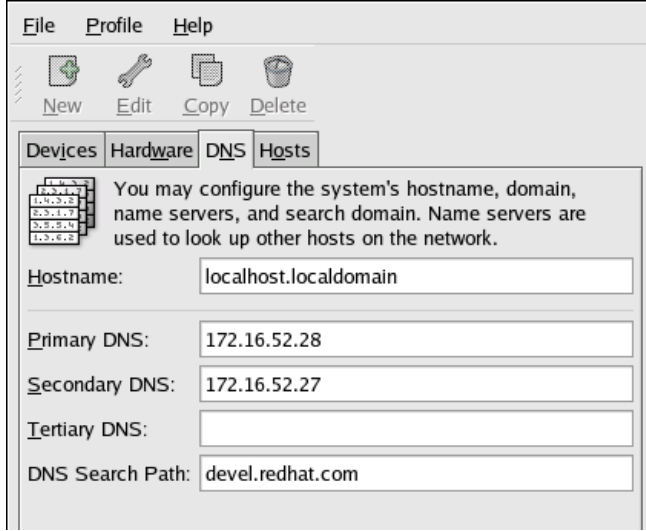 File Profile Help
New Edit Copy Delete
Devices Hardware DNS Hosts
You may configure the system's hostname, domain,
name servers, and search domain. Name servers are
used to look up other hosts on the network.
Hostname: localhost.localdomain
Primary DNS: 172.16.52.28
Secondary DNS: 172.16.52.27
Tertiary DNS:
DNS Search Path: devel.redhat.com